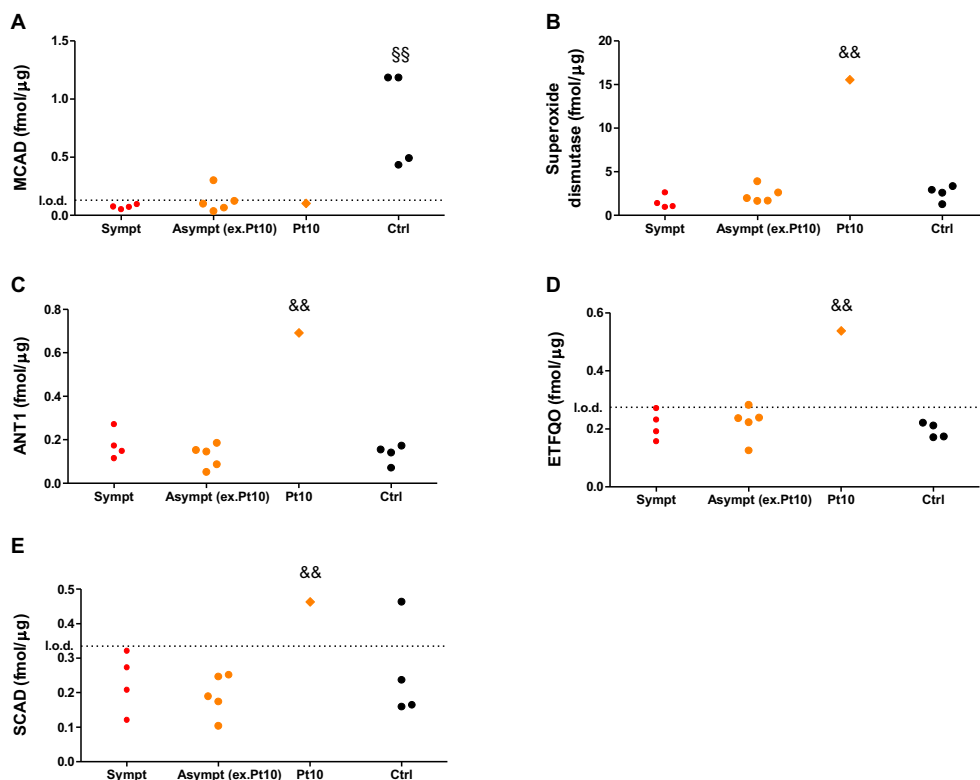 A
MCAD (fmol/µg)
1.5
1.0
0.5
0.0
l.o.d.
§§
Sympt Asympt (ex.Pt10) Pt10 Ctrl
B
Superoxide
dismutase (fmol/µg)
20
15
10
5
0
&&
Sympt Asympt (ex.Pt10) Pt10 Ctrl
C
ANT1 (fmol/µg)
0.8
0.6
0.4
0.2
0.0
&&
Sympt Asympt (ex.Pt10) Pt10 Ctrl
D
ETFQO (fmol/µg)
0.6
0.4
0.2
0.0
l.o.d.
&&
Sympt Asympt (ex.Pt10) Pt10 Ctrl
E
SCAD (fmol/µg)
0.5
0.4
0.3
0.2
0.1
0.0
l.o.d.
&&
Sympt Asympt (ex.Pt10) Pt10 Ctrl